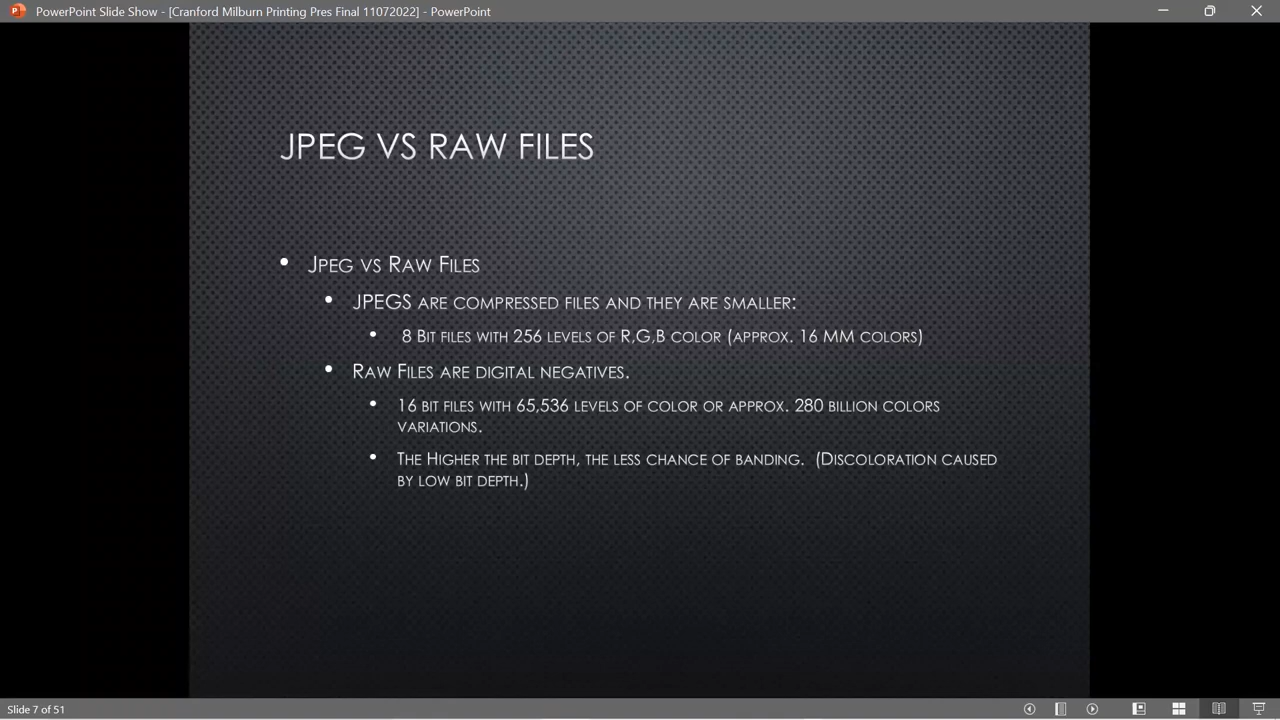 PowerPoint Slide Show - [Cranford Milburn Printing Pres Final 11072022] - PowerPoint
JPEG VS RAW FILES
• JPEG VS RAW FILES
• JPEGS ARE COMPRESSED FILES AND THEY ARE SMALLER:
• 8 BIT FILES WITH 256 LEVELS OF R,G,B COLOR (APPROX. 16 MM COLORS)
• RAW FILES ARE DIGITAL NEGATIVES.
• 16 BIT FILES WITH 65,536 LEVELS OF COLOR OR APPROX. 280 BILLION COLORS
VARIATIONS.
• THE HIGHER THE BIT DEPTH, THE LESS CHANCE OF BANDING. (DISCOLORATION CAUSED
BY LOW BIT DEPTH.)
Slide 7 of 51